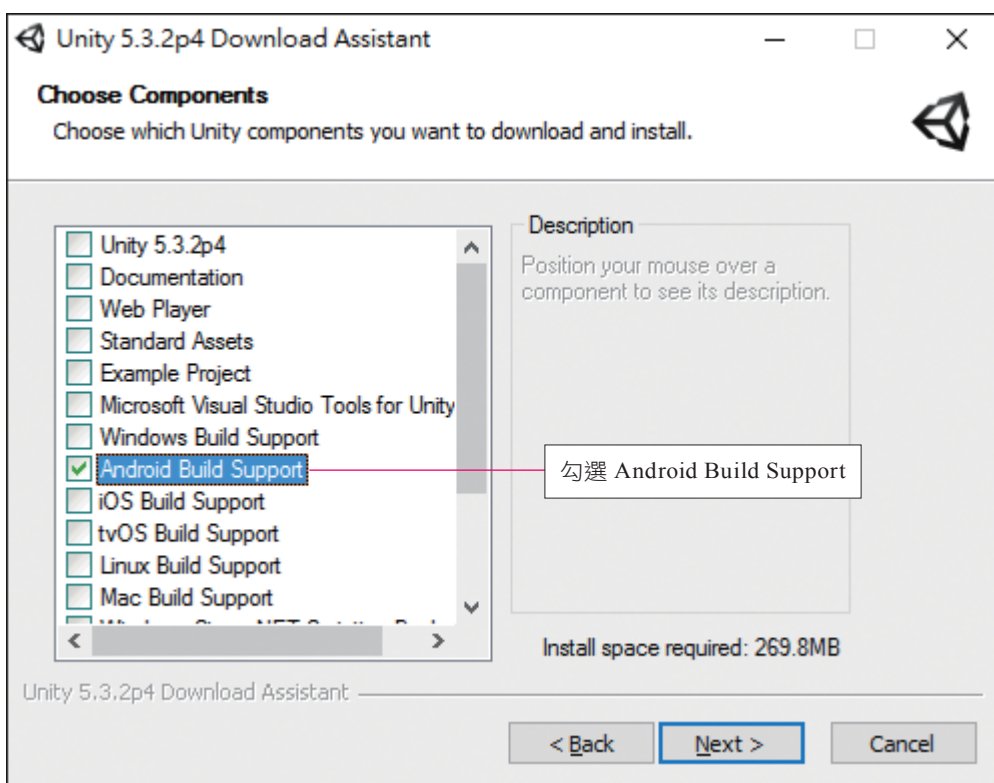 Unity 5.3.2p4 Download Assistant
Choose Components
Choose which Unity components you want to download and install.
Unity 5.3.2p4
Documentation
Web Player
Standard Assets
Example Project
Microsoft Visual Studio Tools for Unity
Windows Build Support
Android Build Support
iOS Build Support
tvOS Build Support
Linux Build Support
Mac Build Support
Description
Position your mouse over a
component to see its description.
勾選 Android Build Support
Install space required: 269.8MB
Unity 5.3.2p4 Download Assistant
< Back
Next >
Cancel